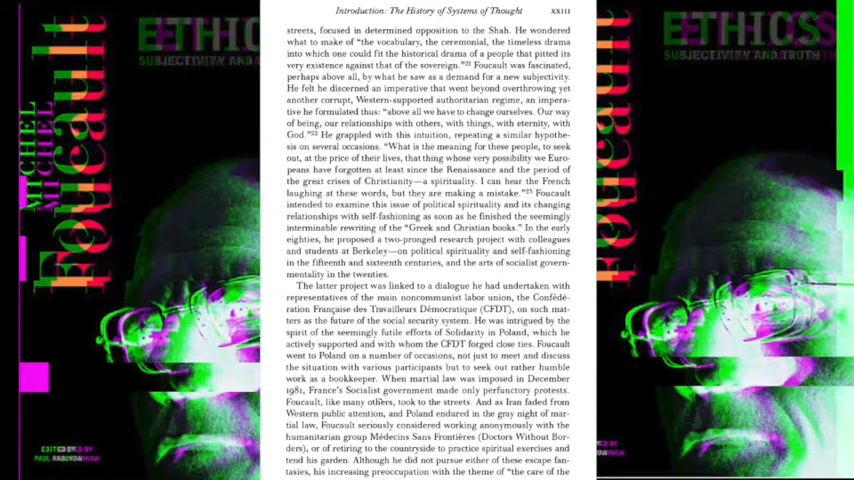 MICHEL
MICHEL
Foucault
EDITED BY
PAUL RABINOW
ETHICS
SUBJECTIVITY AND
Introduction: The History of Systems of Thought XXIII
streets, focused in determined opposition to the Shah. He wondered
what to make of “the vocabulary, the ceremonial, the timeless drama
into which one could fit the historical drama of a people that pitted its
very existence against that of the sovereign.”21 Foucault was fascinated,
perhaps above all, by what he saw as a demand for a new subjectivity.
He felt he discerned an imperative that went beyond overthrowing yet
another corrupt, Western-supported authoritarian regime, an impera-
tive he formulated thus: “above all we have to change ourselves. Our way
of being, our relationships with others, with things, with eternity, with
God.”22 He grappled with this intuition, repeating a similar hypothe-
sis on several occasions. “What is the meaning for these people, to seek
out, at the price of their lives, that thing whose very possibility we Euro-
peans have forgotten at least since the Renaissance and the period of
the great crises of Christianity—a spirituality. I can hear the French
laughing at these words, but they are making a mistake.”23 Foucault
intended to examine this issue of political spirituality and its changing
relationships with self-fashioning as soon as he finished the seemingly
interminable rewriting of the “Greek and Christian books.” In the early
eighties, he proposed a two-pronged research project with colleagues
and students at Berkeley—on political spirituality and self-fashioning
in the fifteenth and sixteenth centuries, and the arts of socialist govern-
mentality in the twenties.
The latter project was linked to a dialogue he had undertaken with
representatives of the main noncommunist labor union, the Confédé-
ration Française des Travailleurs Démocratique (CFDT), on such mat-
ters as the future of the social security system. He was intrigued by the
spirit of the seemingly futile efforts of Solidarity in Poland, which he
actively supported and with whom the CFDT forged close ties. Foucault
went to Poland on a number of occasions, not just to meet and discuss
the situation with various participants but to seek out rather humble
work as a bookkeeper. When martial law was imposed in December
1981, France’s Socialist government made only perfunctory protests.
Foucault, like many others, took to the streets. And as Iran faded from
Western public attention, and Poland endured in the gray night of mar-
tial law, Foucault seriously considered working anonymously with the
humanitarian group Médecins Sans Frontières (Doctors Without Bor-
ders), or of retiring to the countryside to practice spiritual exercises and
tend his garden. Although he did not pursue either of these escape fan-
tasies, his increasing preoccupation with the theme of “the care of the
Foucault
ETHICS
SUBJECTIVITY AND TRUTH